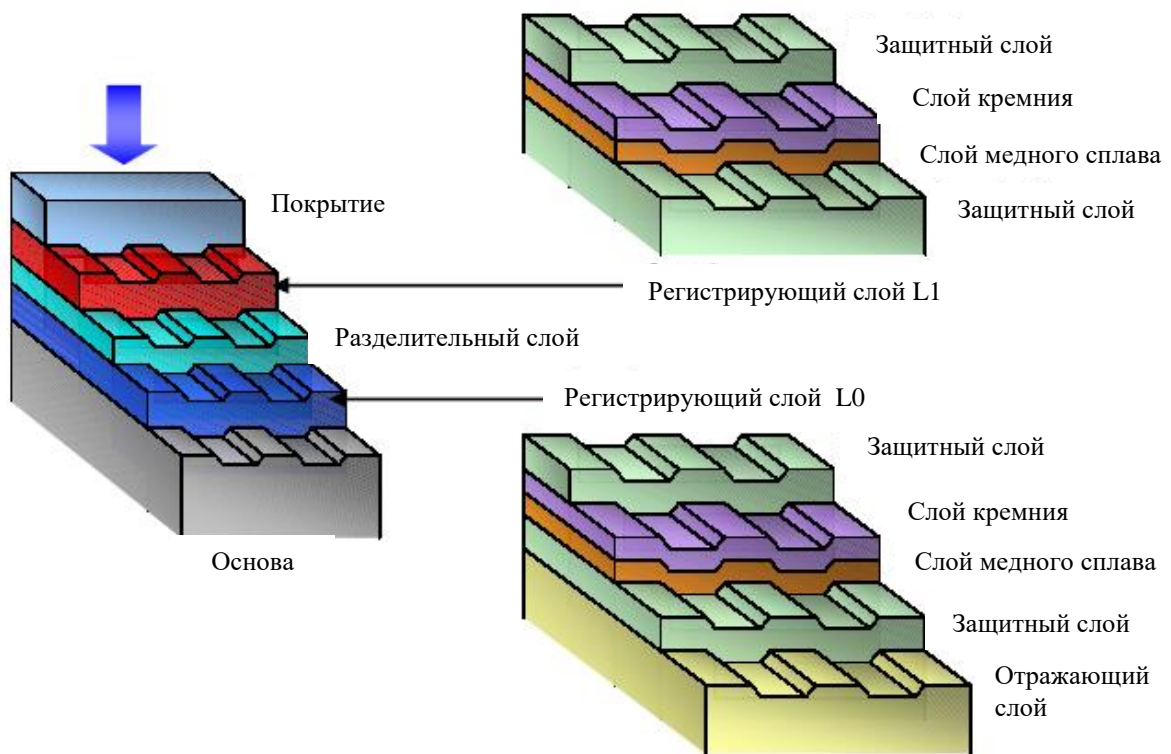 Защитный слой
Слой кремния
Слой медного сплава
Защитный слой
Покрытие
Регистрирующий слой L1
Разделительный слой
Регистрирующий слой L0
Основа
Защитный слой
Слой кремния
Слой медного сплава
Защитный слой
Отражающий
слой